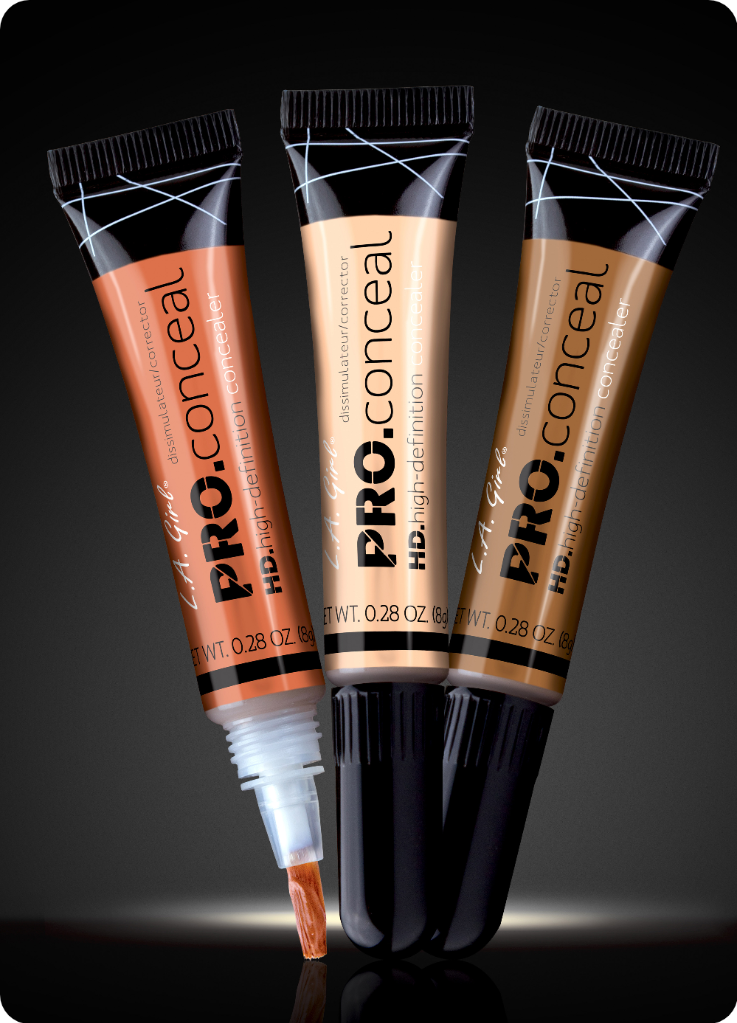 dissimulateur/corrector
L.A. Girl®
PRO.conceal
HD.high-definition concealer
ET WT. 0.28 OZ. (8g
dissimulateur/corrector
L.A. Girl®
PRO.conceal
HD.high-definition concealer
ET WT. 0.28 OZ. (8g)
dissimulateur/corrector
L.A. Girl®
PRO.conceal
HD.high-definition concealer
ET WT. 0.28 OZ. (8g